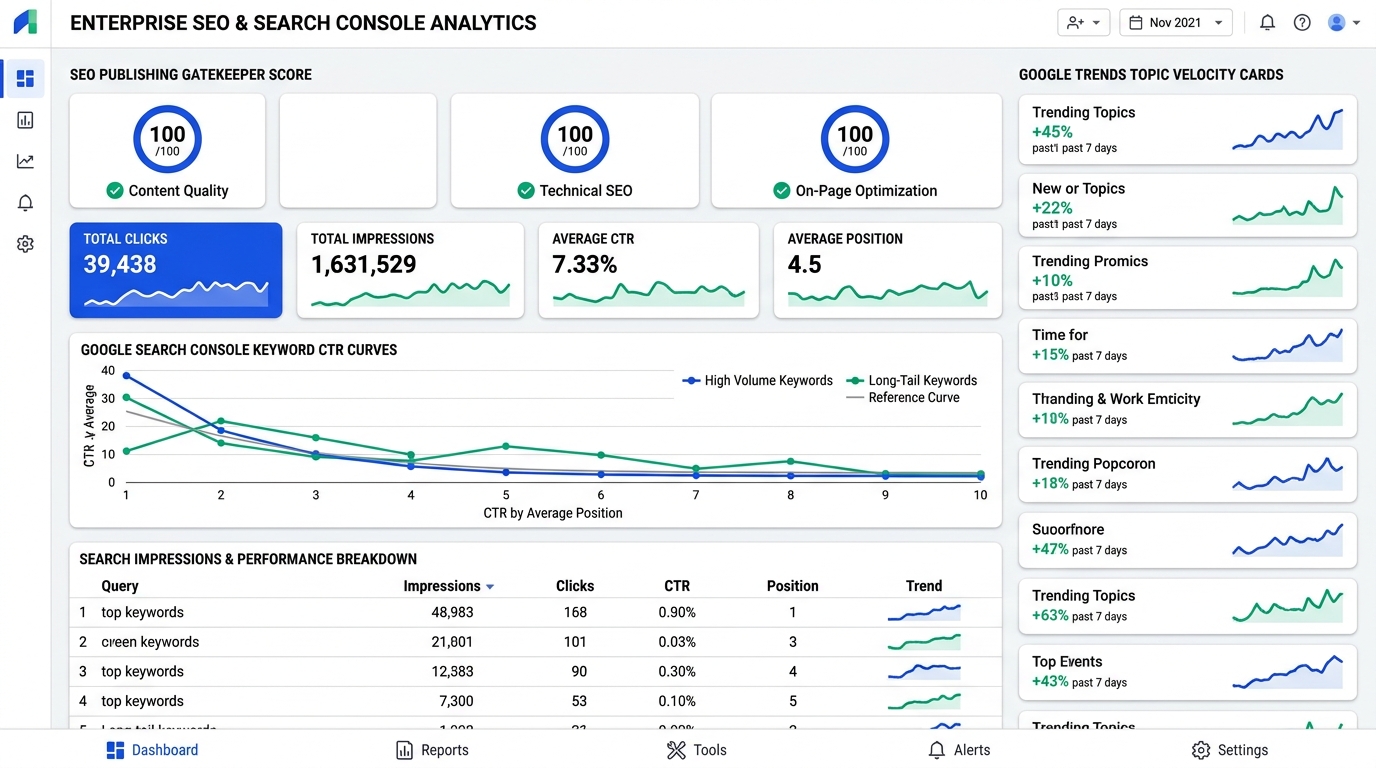 ENTERPRISE SEO & SEARCH CONSOLE ANALYTICS
Nov 2021
SEO PUBLISHING GATEKEEPER SCORE
100
/100
Content Quality
100
/100
Technical SEO
100
/100
On-Page Optimization
TOTAL CLICKS
39,438
TOTAL IMPRESSIONS
1,631,529
AVERAGE CTR
7.33%
AVERAGE POSITION
4.5
GOOGLE SEARCH CONSOLE KEYWORD CTR CURVES
High Volume Keywords
Long-Tail Keywords
Reference Curve
CTR Average
40
30
20
10
0
1 2 3 4 5 6 7 8 9 10
CTR by Average Position
SEARCH IMPRESSIONS & PERFORMANCE BREAKDOWN
Query Impressions Clicks CTR Position Trend
1 top keywords 48,983 168 0.90% 1
2 keywords 21,801 101 0.03% 3
3 top keywords 12,383 90 0.30% 4
4 top keywords 7,300 53 0.10% 5
GOOGLE TRENDS TOPIC VELOCITY CARDS
Trending Topics
+45%
past 7 days
New or Topics
+22%
past 7 days
Trending Promics
+10%
past 7 days
Time for
+15% past 7 days
& Work
past 7 days
Trending Popcoron
+18% past 7 days
Suoorfnore
+47% past 7 days
Trending Topics
+63% past 7 days
Top Events
+43% past 7 days
Trending Topics
Dashboard
Reports
Tools
Alerts
Settings